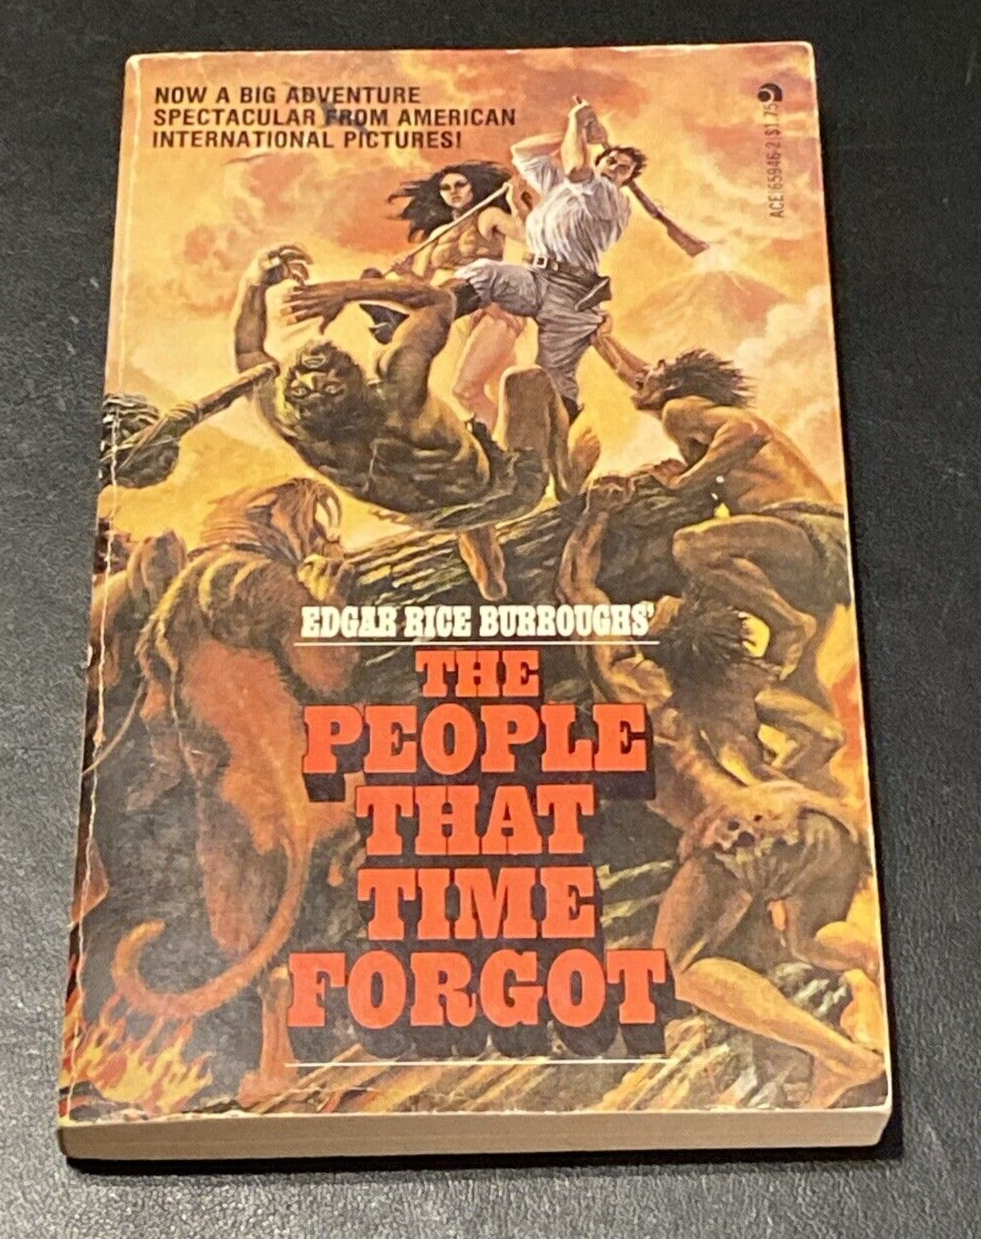 NOW A BIG ADVENTURE
SPECTACULAR FROM AMERICAN
INTERNATIONAL PICTURES!
ACE 65946-2 $1.75
EDGAR RICE BURROUGHS'
THE
PEOPLE
THAT
TIME
FORGOT